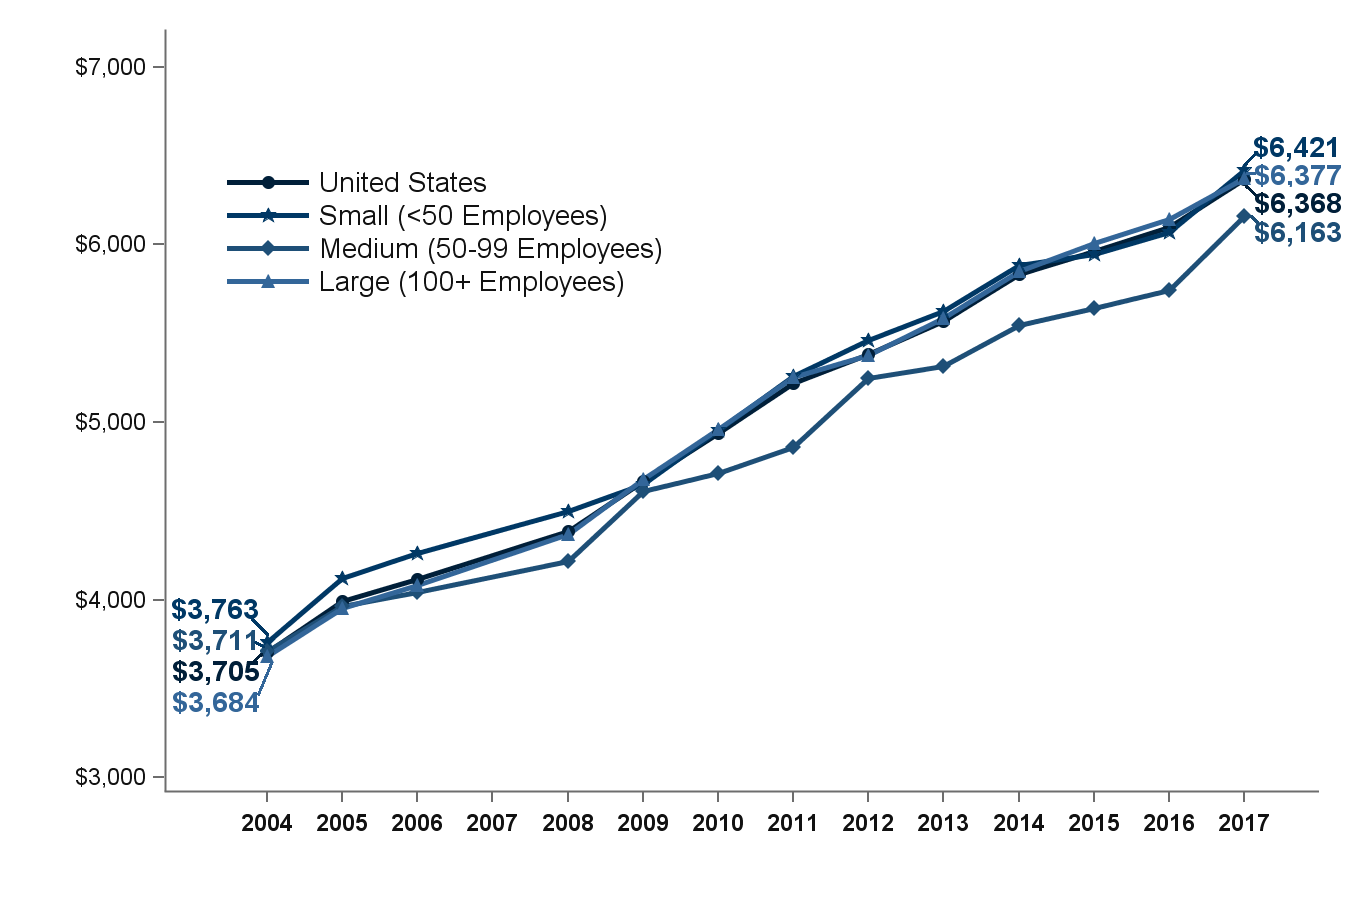 $7,000
$6,000
$5,000
$4,000
$3,000
United States
Small (<50 Employees)
Medium (50-99 Employees)
Large (100+ Employees)
$6,421
$6,377
$6,368
$6,163
$3,763
$3,711
$3,705
$3,684
2004 2005 2006 2007 2008 2009 2010 2011 2012 2013 2014 2015 2016 2017